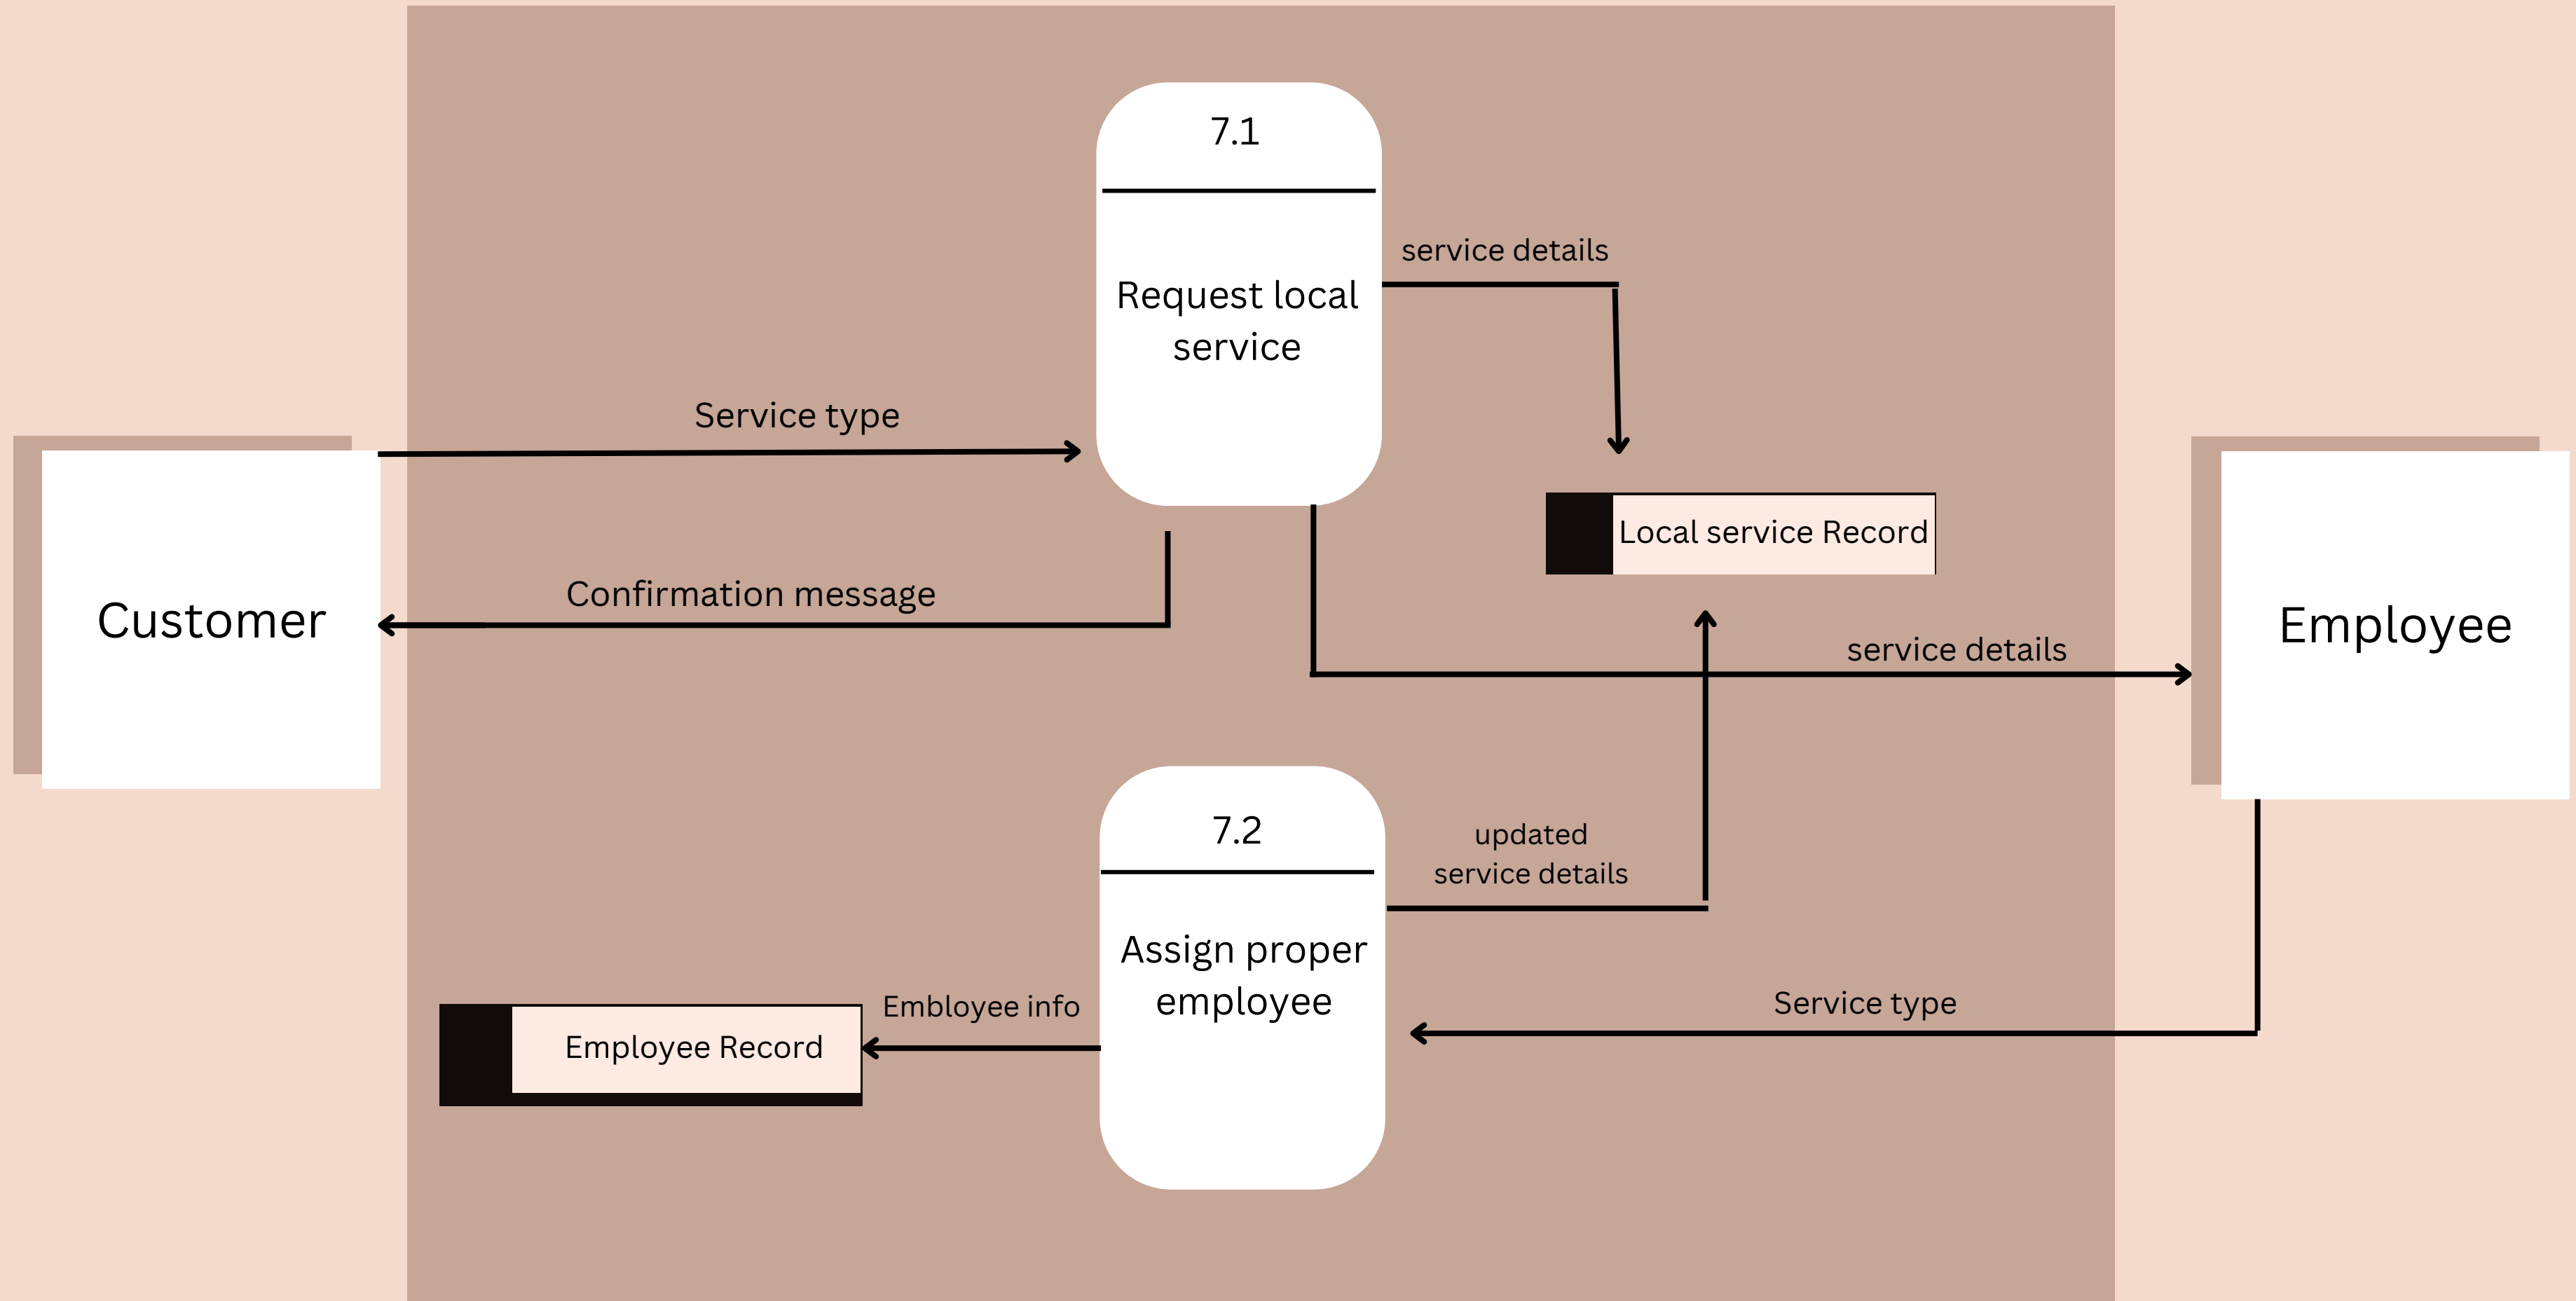 7.1
Request local
service
service details
Service type
Local service Record
Confirmation message
Customer
Employee
service details
7.2
updated
service details
Assign proper
employee
Embloyee info
Service type
Employee Record